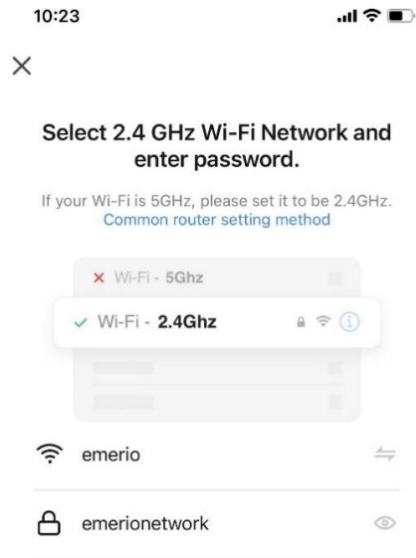 10:23
Select 2.4 GHz Wi-Fi Network and
enter password.
If your Wi-Fi is 5GHz, please set it to be 2.4GHz.
Common router setting method
Wi-Fi - 5Ghz
Wi-Fi - 2.4Ghz
emerio
emerionetwork